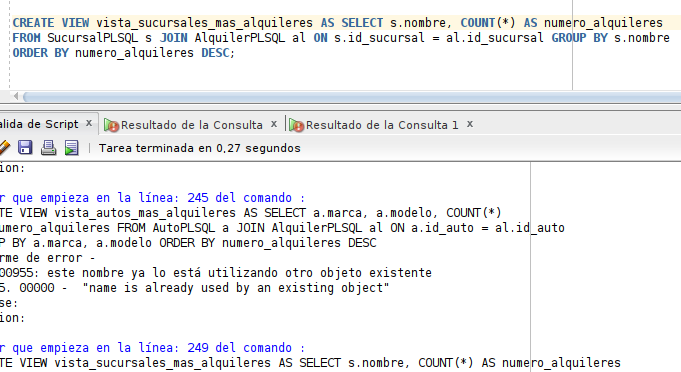 CREATE VIEW vista_sucursales_mas_alquileres AS SELECT s.nombre, COUNT(*) AS numero_alquileres
FROM SucursalPLSQL s JOIN AlquilerPLSQL al ON s.id_sucursal = al.id_sucursal GROUP BY s.nombre
ORDER BY numero_alquileres DESC;
alida de Script x Resultado de la Consulta x Resultado de la Consulta 1 x
Tarea terminada en 0,27 segundos
ion:
r que empieza en la línea: 245 del comando :
TE VIEW vista_autos_mas_alquileres AS SELECT a.marca, a.modelo, COUNT(*)
umero_alquileres FROM AutoPLSQL a JOIN AlquilerPLSQL al ON a.id_auto = al.id_auto
P BY a.marca, a.modelo ORDER BY numero_alquileres DESC
rme de error -
00955: este nombre ya lo está utilizando otro objeto existente
5. 00000 - "name is already used by an existing object"
se:
ion:
r que empieza en la línea: 249 del comando :
TE VIEW vista_sucursales_mas_alquileres AS SELECT s.nombre, COUNT(*) AS numero_alquileres